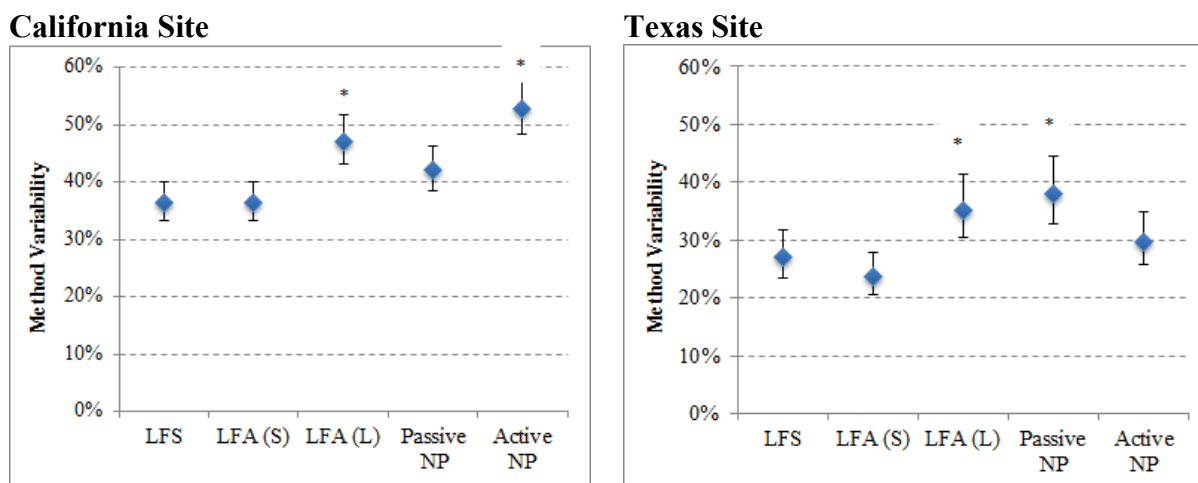 California Site
60%
50%
40%
30%
20%
10%
0%
Method Variability
*
*
LFS
LFA (S)
LFA (L)
Passive
NP
Active
NP
Texas Site
60%
50%
40%
30%
20%
10%
0%
Method Variability
*
*
LFS
LFA (S)
LFA (L)
Passive
NP
Active
NP